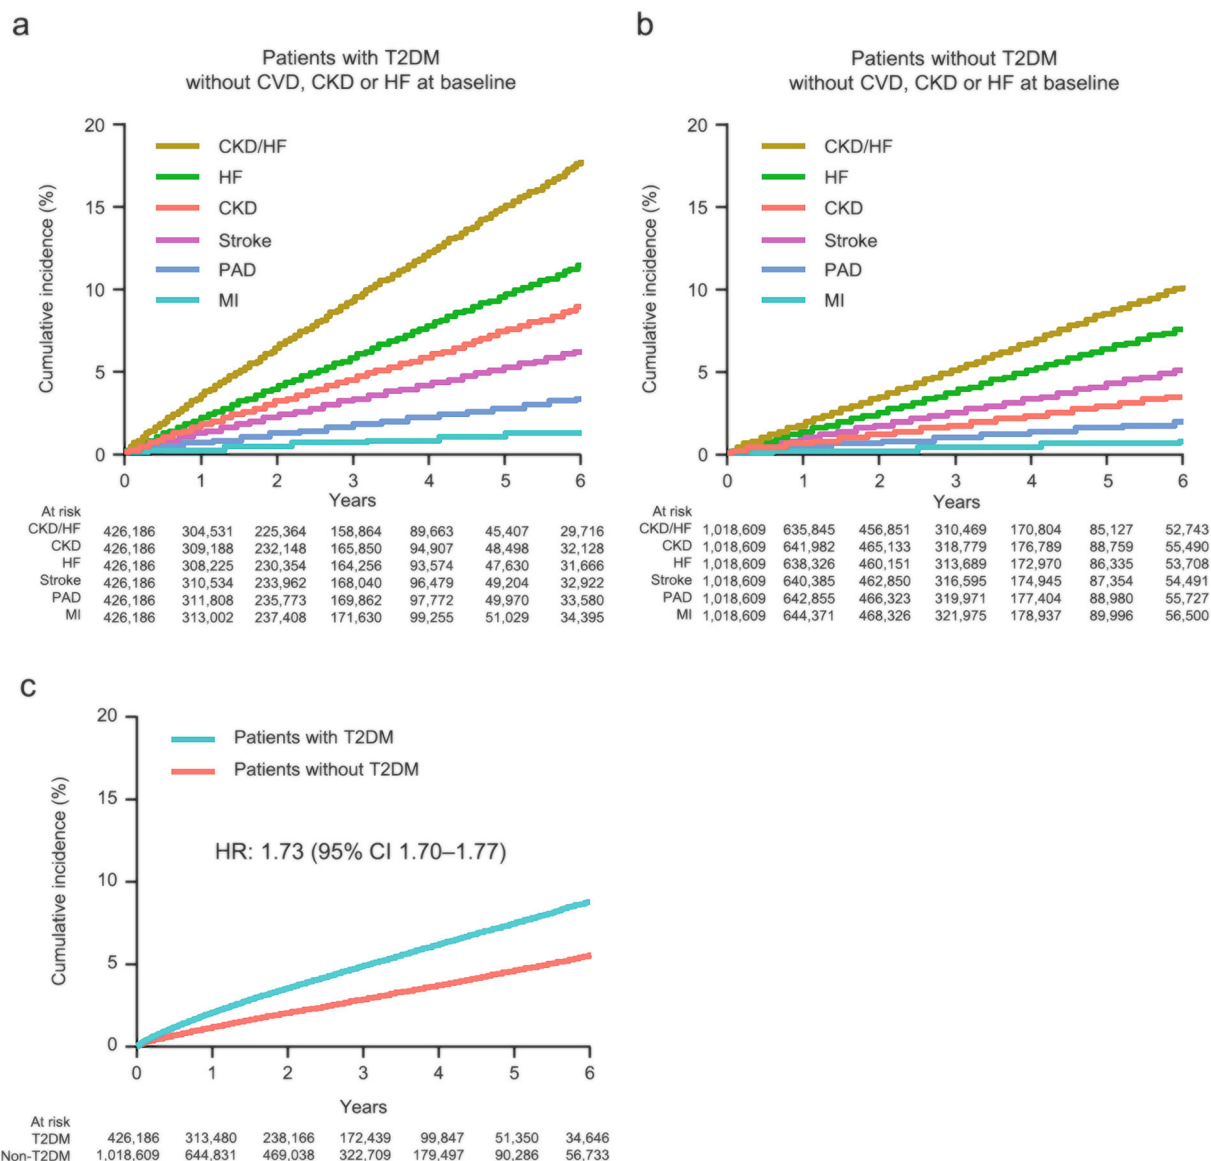 a
Patients with T2DM
without CVD, CKD or HF at baseline
Cumulative incidence (%)
20
15
10
5
0
CKD/HF
HF
CKD
Stroke
PAD
MI
0 1 2 3 4 5 6
Years
At risk
CKD/HF 426,186 304,531 225,364 158,864 89,663 45,407 29,716
CKD 426,186 309,188 232,148 165,850 94,907 48,498 32,128
HF 426,186 308,225 230,354 164,256 93,574 47,630 31,666
Stroke 426,186 310,534 233,962 168,040 96,479 49,204 32,922
PAD 426,186 311,808 235,773 169,862 97,772 49,970 33,580
MI 426,186 313,002 237,408 171,630 99,255 51,029 34,395
b
Patients without T2DM
without CVD, CKD or HF at baseline
Cumulative incidence (%)
20
15
10
5
0
CKD/HF
HF
CKD
Stroke
PAD
MI
0 1 2 3 4 5 6
Years
At risk
CKD/HF 1,018,609 635,845 456,851 310,469 170,804 85,127 52,743
CKD 1,018,609 641,982 465,133 318,779 176,789 88,759 55,490
HF 1,018,609 638,326 460,151 313,689 172,970 86,335 53,708
Stroke 1,018,609 640,385 462,850 316,595 174,945 87,354 54,491
PAD 1,018,609 642,855 466,323 319,971 177,404 88,980 55,727
MI 1,018,609 644,371 468,326 321,975 178,937 89,996 56,500
c
Cumulative incidence (%)
20
15
10
5
0
Patients with T2DM
Patients without T2DM
HR: 1.73 (95% CI 1.70–1.77)
0 1 2 3 4 5 6
Years
At risk
T2DM 426,186 313,480 238,166 172,439 99,847 51,350 34,646
Non-T2DM 1,018,609 644,831 469,038 322,709 179,497 90,286 56,733